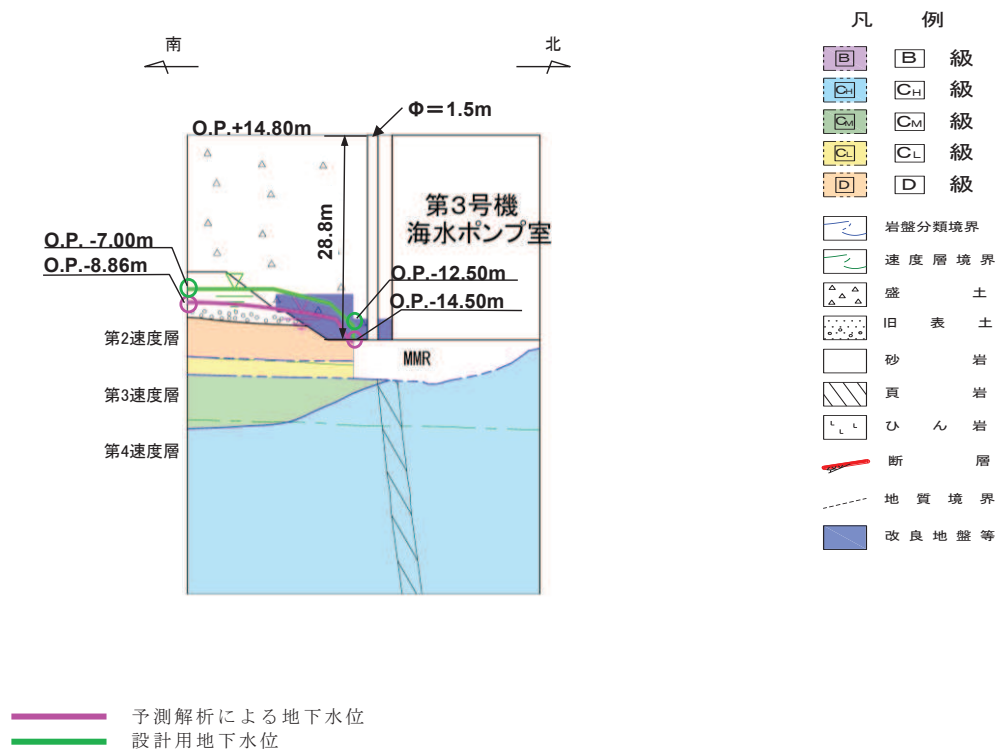 南
北
Φ＝1.5m
O.P.+14.80m
28.8m
第3号機
海水ポンプ室
O.P. -7.00m
O.P.-8.86m
O.P.-12.50m
O.P.-14.50m
第2速度層
MMR
第3速度層
第4速度層
凡 例
B B 級
CH CH 級
CM CM 級
CL CL 級
D D 級
岩盤分類境界
速度層境界
盛土
旧表土
砂岩
頁岩
ひん岩
断層
地質境界
改良地盤等
予測解析による地下水位
設計用地下水位